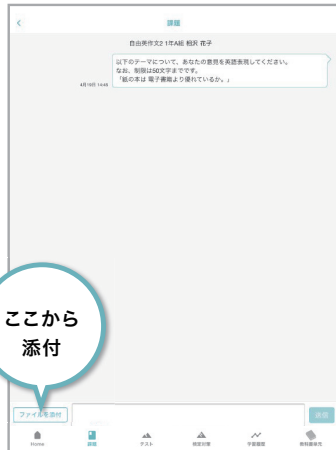 課題
自由英作文2 1年A組 相沢 花子
以下のテーマについて、あなたの意見を英語表現してください。
なお、制限は50文字までです。
「紙の本は 電子書籍より優れているか。」
4月19日 14:46
ここから
添付
ファイルを添付
送信
Home
課題
テスト
検定対策
学習履歴
教科書単元